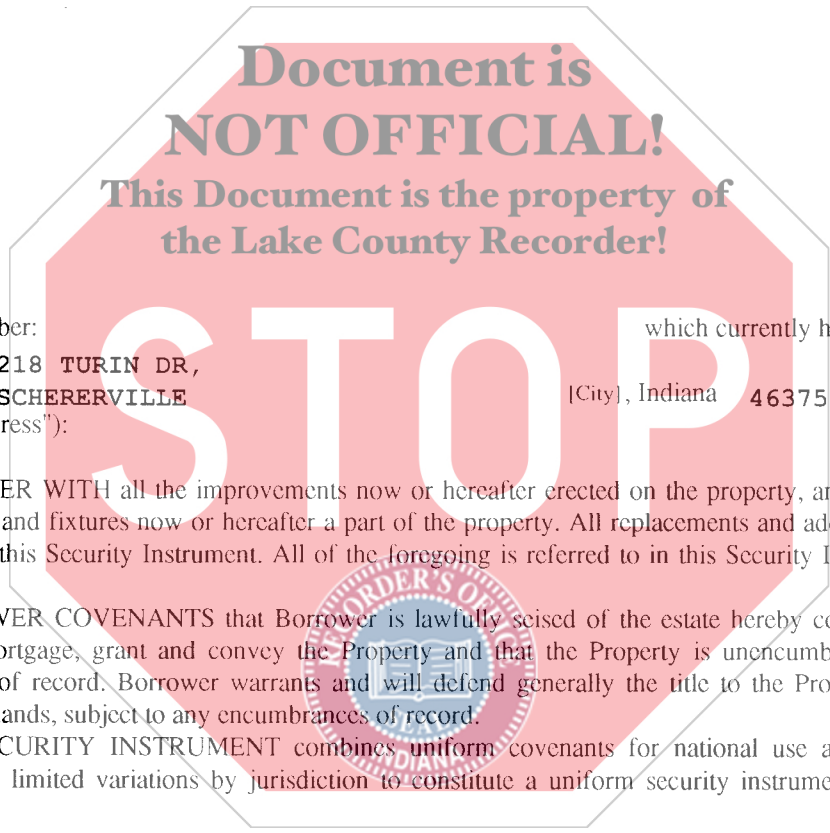 Document is
NOT OFFICIAL!
This Document is the property of
the Lake County Recorder!
STOP
ber: which currently h
218 TURIN DR,
SCHERERVILLE [City], Indiana 46375
ress"):
ER WITH all the improvements now or hereafter erected on the property, an
and fixtures now or hereafter a part of the property. All replacements and ad
this Security Instrument. All of the foregoing is referred to in this Security I
VER COVENANTS that Borrower is lawfully seised of the estate hereby co
ortgage, grant and convey the Property and that the Property is unencumb
of record. Borrower warrants and will defend generally the title to the Pro
ands, subject to any encumbrances of record.
CURITY INSTRUMENT combines uniform covenants for national use a
limited variations by jurisdiction to constitute a uniform security instrume
RECORDER'S OFFICE
SEAL
INDIANA